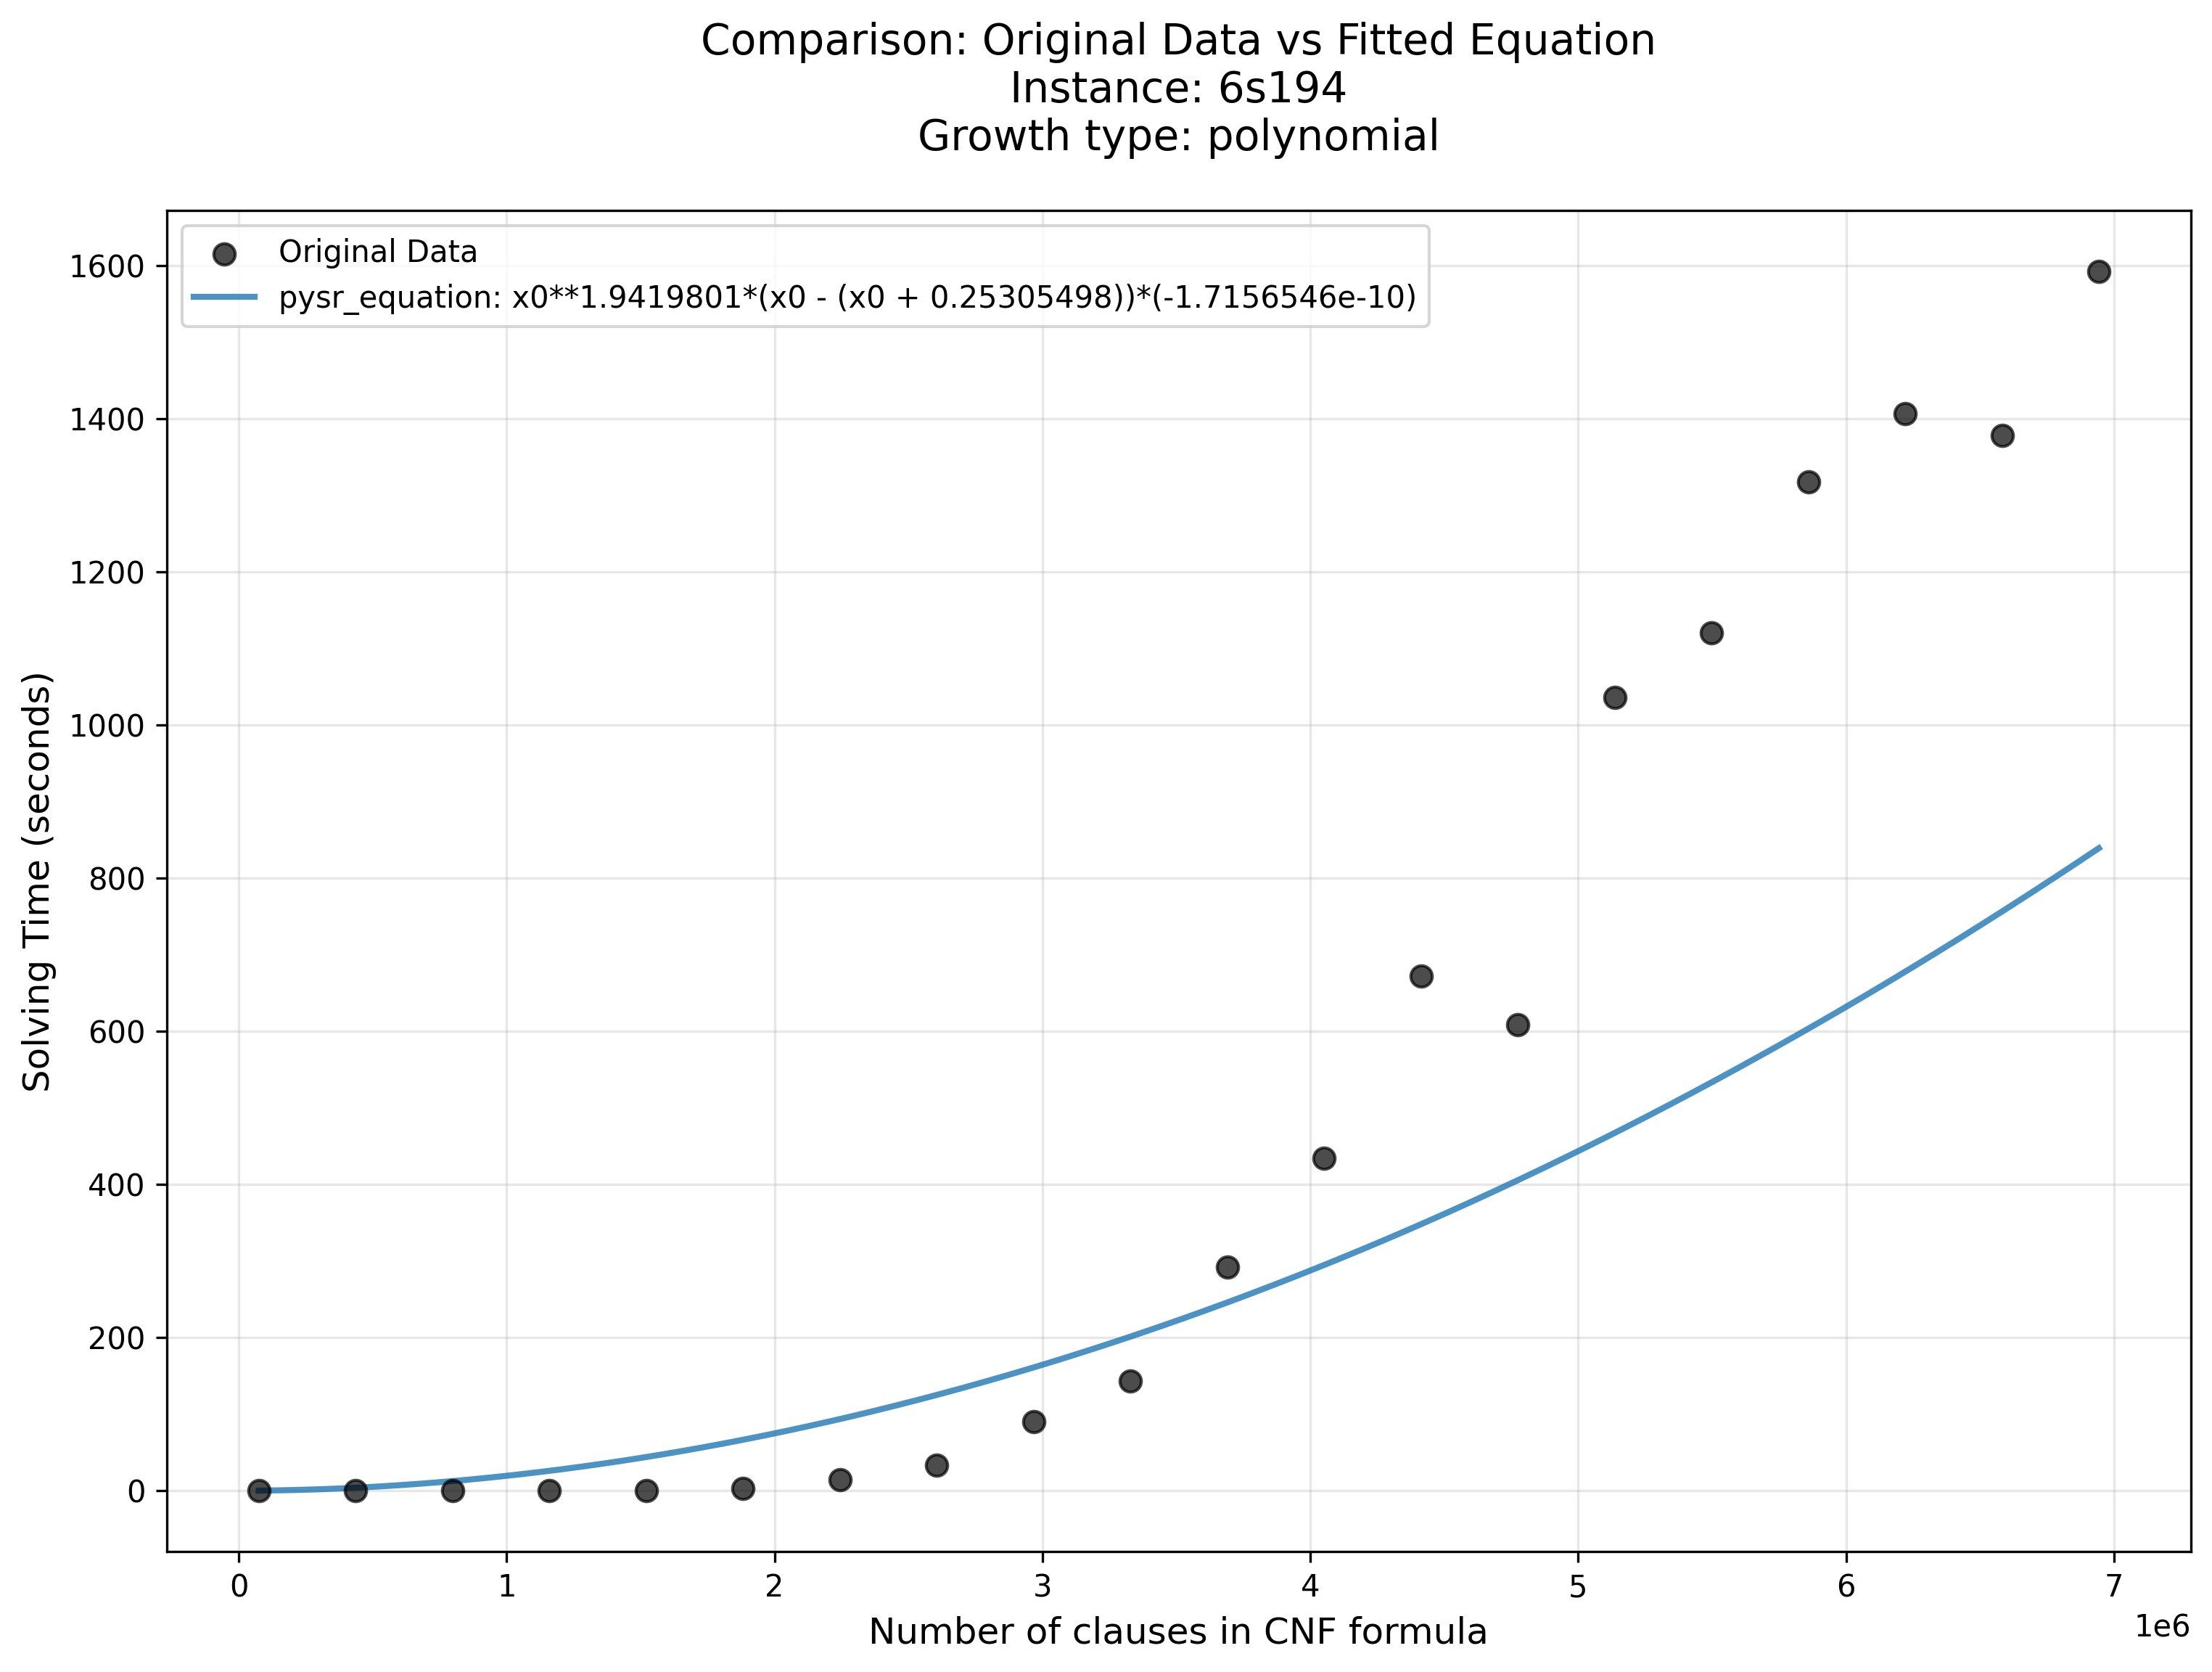 Comparison: Original Data vs Fitted Equation
Instance: 6s194
Growth type: polynomial
Original Data
pysr_equation: x0**1.9419801*(x0 - (x0 + 0.25305498))*(-1.7156546e-10)
1600
1400
1200
1000
800
600
400
200
0
Solving Time (seconds)
0 1 2 3 4 5 6 7
1e6
Number of clauses in CNF formula